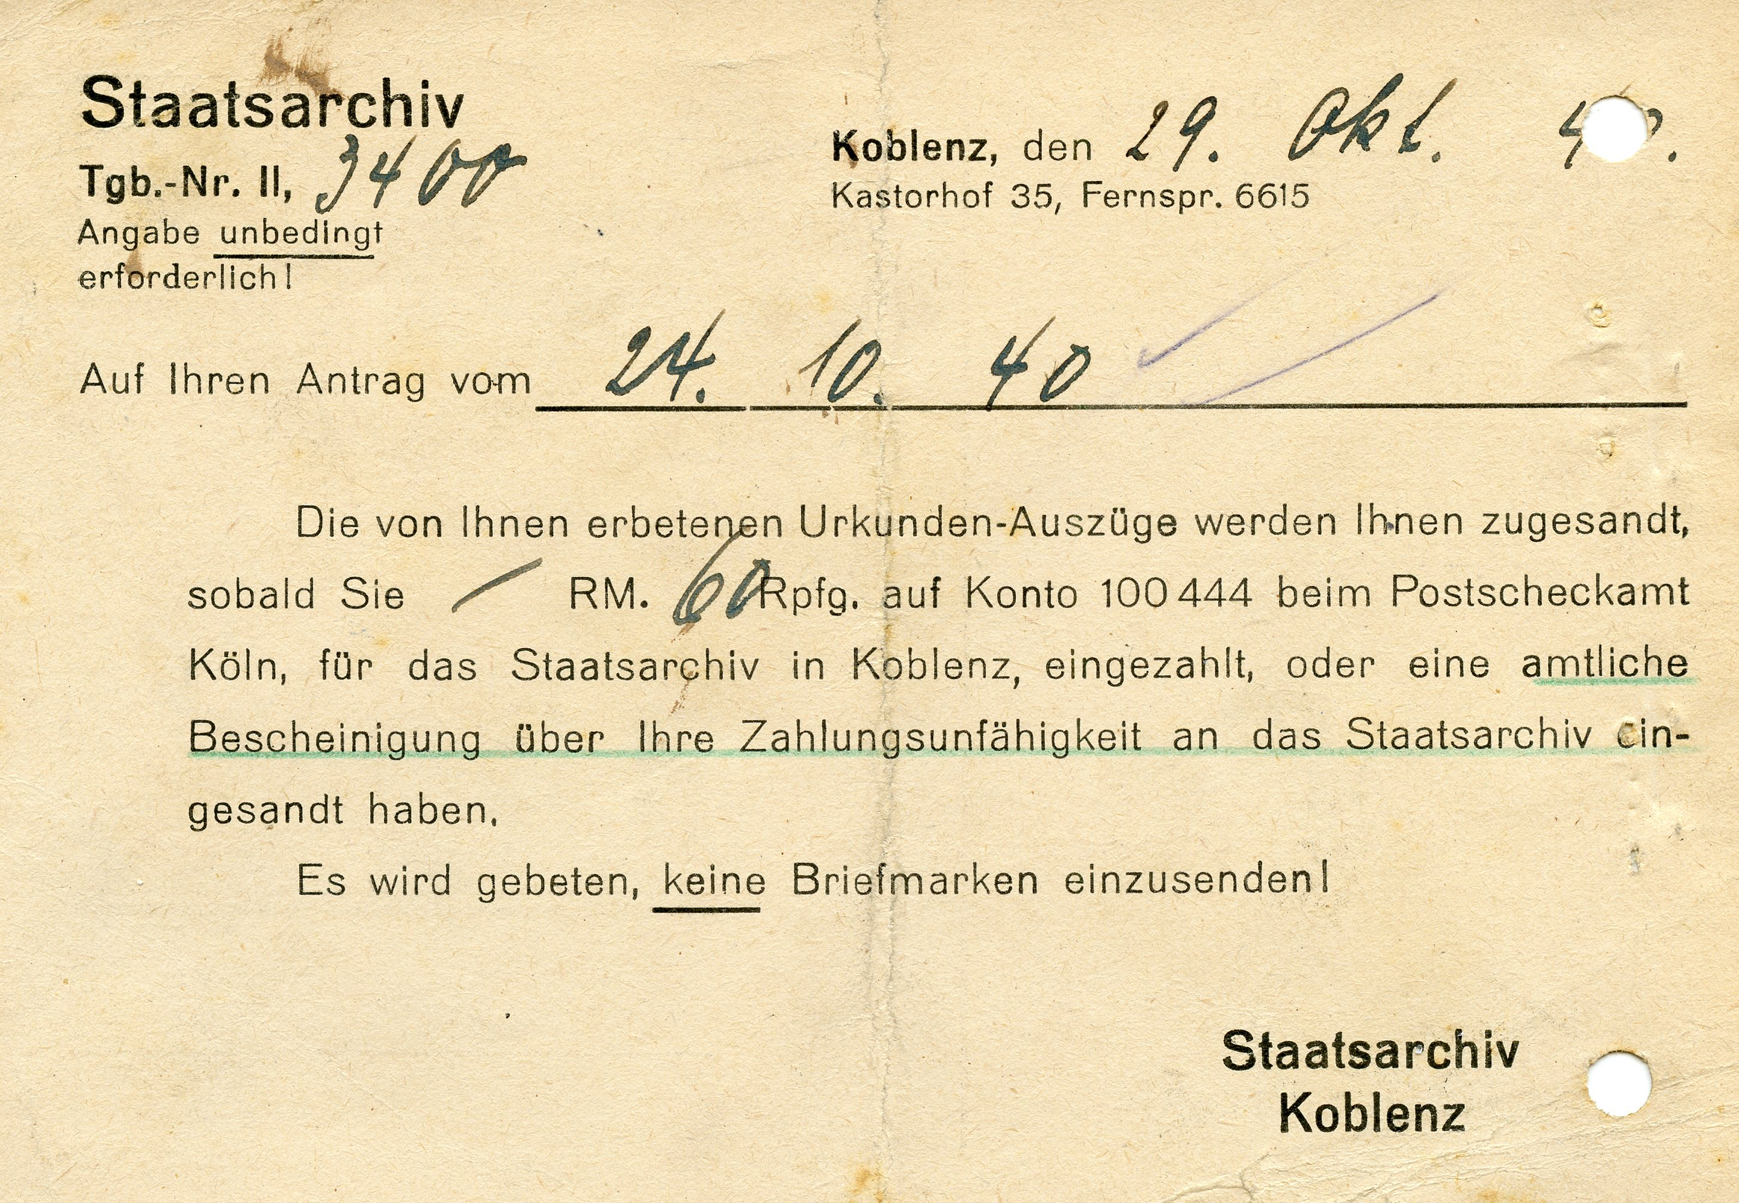 Staatsarchiv
Tgb.-Nr. II, 3400
Angabe unbedingt
erforderlich!
Koblenz, den 29. Okt. 40.
Kastorhof 35, Fernspr. 6615
Auf Ihren Antrag vom 24. 10. 40
Die von Ihnen erbetenen Urkunden-Auszüge werden Ihnen zugesandt,
sobald Sie — RM. 60 Rpfg. auf Konto 100 444 beim Postscheckamt
Köln, für das Staatsarchiv in Koblenz, eingezahlt, oder eine amtliche
Bescheinigung über Ihre Zahlungsunfähigkeit an das Staatsarchiv ein-
gesandt haben.
Es wird gebeten, keine Briefmarken einzusenden!
Staatsarchiv
Koblenz